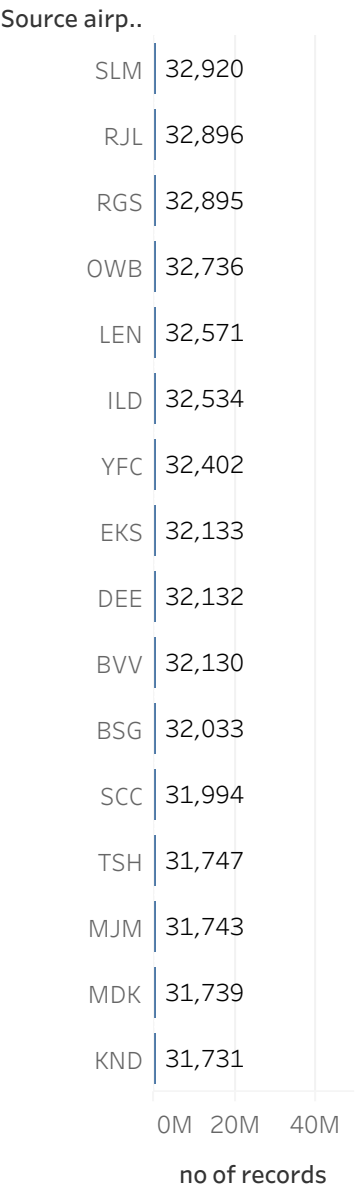 Source airp..
SLM 32,920
RJL 32,896
RGS 32,895
OWB 32,736
LEN 32,571
ILD 32,534
YFC 32,402
EKS 32,133
DEE 32,132
BVV 32,130
BSG 32,033
SCC 31,994
TSH 31,747
MJM 31,743
MDK 31,739
KND 31,731
0M 20M 40M
no of records